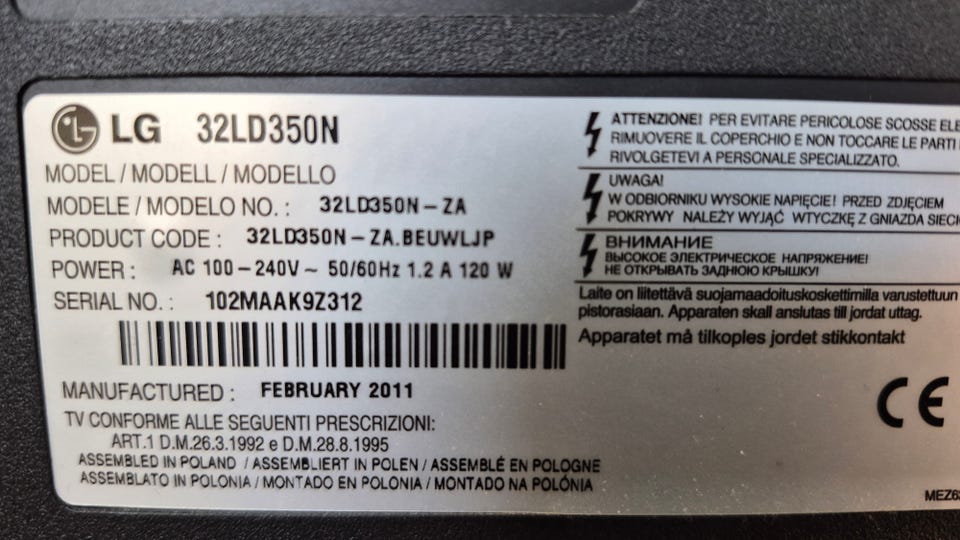 LG 32LD350N
MODEL / MODELL / MODELLO
MODELE / MODELO NO. : 32LD350N-ZA
PRODUCT CODE : 32LD350N-ZA.BEUWLJP
POWER : AC 100-240V~ 50/60Hz 1.2 A 120 W
SERIAL NO. : 102MAAK9Z312
MANUFACTURED : FEBRUARY 2011
TV CONFORME ALLE SEGUENTI PRESCRIZIONI:
ART.1 D.M.26.3.1992 e D.M.28.8.1995
ASSEMBLED IN POLAND / ASSEMBLIERT IN POLEN / ASSEMBLÉ EN POLOGNE
ASSEMBLATO IN POLONIA / MONTADO EN POLONIA / MONTADO NA POLÓNIA
ATTENZIONE! PER EVITARE PERICOLOSE SCOSSE ELE
RIMUOVERE IL COPERCHIO E NON TOCCARE LE PARTI
RIVOLGETEVI A PERSONALE SPECIALIZZATO.
UWAGA!
W ODBIORNIKU WYSOKIE NAPIĘCIE! PRZED ZDJĘCIEM
POKRYWY NALEŻY WYJĄĆ WTYCZKĘ Z GNIAZDA SIECI
ВНИМАНИЕ
ВЫСОКОЕ ЭЛЕКТРИЧЕСКОЕ НАПРЯЖЕНИЕ!
НЕ ОТКРЫВАТЬ ЗАДНЮЮ КРЫШКУ!
Laite on liitettävä suojamaadoituskoskettimilla varustettuun
pistorasiaan. Apparaten skall anslutas till jordat uttag.
Apparatet må tilkoples jordet stikkontakt
CE
MEZ6